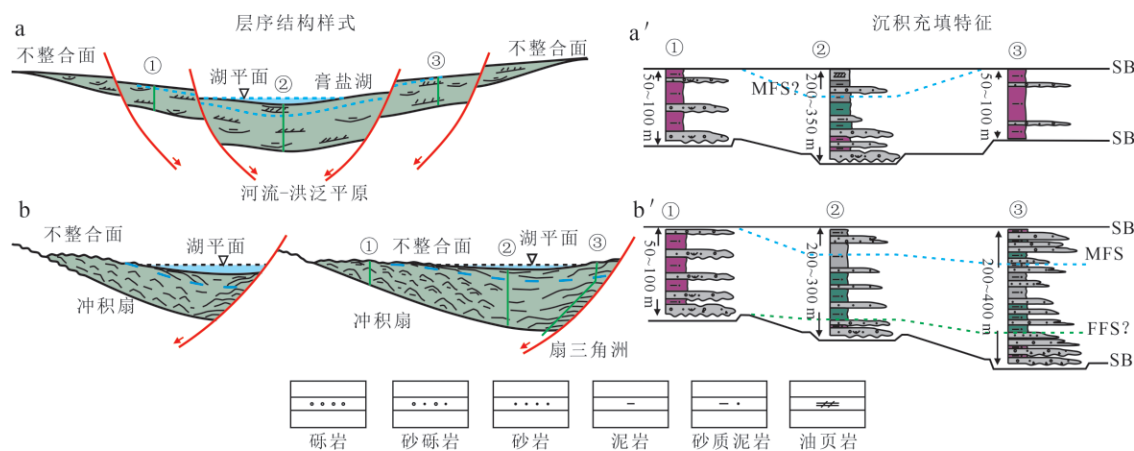 层序结构样式
沉积充填特征
a
不整合面
①
湖平面
②
膏盐湖
③
不整合面
河流-洪泛平原
a′
①
②
③
SB
50~100 m
MFS?
200~350 m
50~100 m
SB
b
不整合面
湖平面
冲积扇
①
不整合面
②
湖平面
③
冲积扇
扇三角洲
b′
①
②
③
SB
50~100 m
200~300 m
200~400 m
MFS
FFS?
SB
砾岩
砂砾岩
砂岩
泥岩
砂质泥岩
油页岩